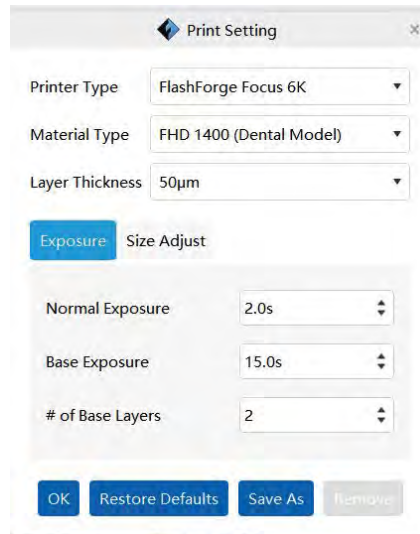 Print Setting ×
Printer Type FlashForge Focus 6K
Material Type FHD 1400 (Dental Model)
Layer Thickness 50μm
Exposure Size Adjust
Normal Exposure 2.0s
Base Exposure 15.0s
# of Base Layers 2
OK Restore Defaults Save As Remove